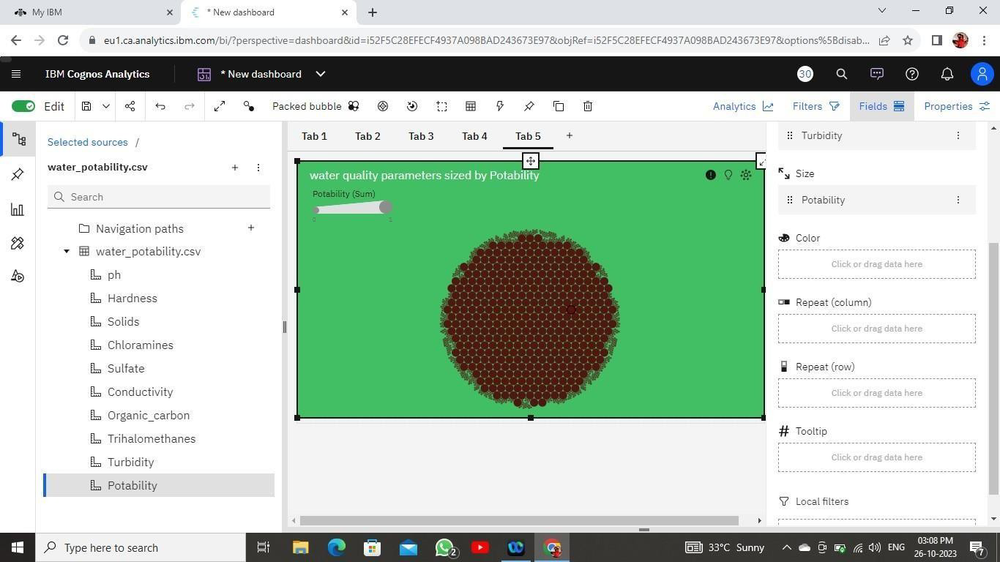 My IBM
* New dashboard
eu1.ca.analytics.ibm.com/bi/?perspective=dashboard&id=i52F5C28EFECF4937A098BAD243673E97&objRef=i52F5C28EFECF4937A098BAD243673E97&options%5Bdisab...
IBM Cognos Analytics
* New dashboard
30
Edit
Packed bubble
Analytics
Filters
Fields
Properties
Selected sources /
water_potability.csv
Search
Navigation paths
water_potability.csv
ph
Hardness
Solids
Chloramines
Sulfate
Conductivity
Organic_carbon
Trihalomethanes
Turbidity
Potability
Tab 1
Tab 2
Tab 3
Tab 4
Tab 5
water quality parameters sized by Potability
Potability (Sum)
0
1
Turbidity
Size
Potability
Color
Click or drag data here
Repeat (column)
Click or drag data here
Repeat (row)
Click or drag data here
Tooltip
Click or drag data here
Local filters
Type here to search
2
33°C Sunny
ENG
03:08 PM
26-10-2023
7